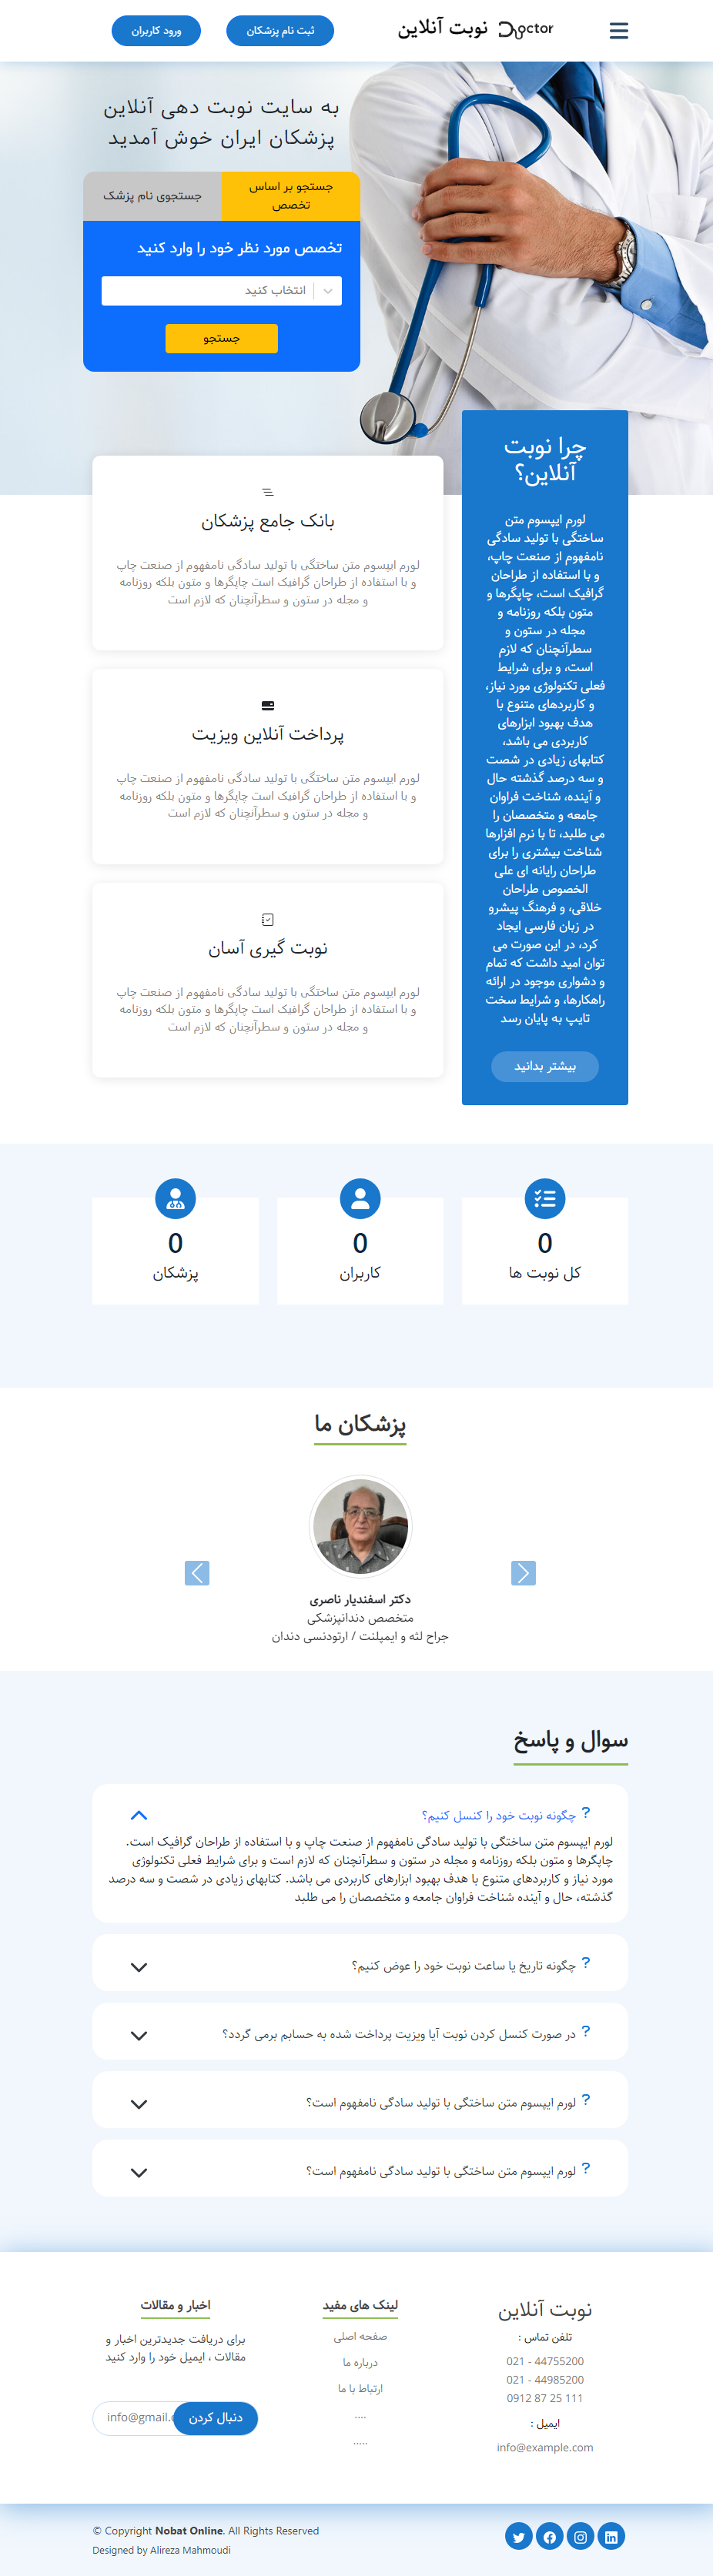 Doctor نوبت آنلاین
ثبت نام پزشکان
ورود کاربران
به سایت نوبت دهی آنلاین
پزشکان ایران خوش آمدید
جستجو بر اساس
تخصص
جستجوی نام پزشک
تخصص مورد نظر خود را وارد کنید
انتخاب کنید
جستجو
چرا نوبت
آنلاین؟
لورم ایپسوم متن
ساختگی با تولید سادگی
نامفهوم از صنعت چاپ،
و با استفاده از طراحان
گرافیک است، چاپگرها و
متون بلکه روزنامه و
مجله در ستون و
سطرآنچنان که لازم
است، و برای شرایط
فعلی تکنولوژی مورد نیاز،
و کاربردهای متنوع با
هدف بهبود ابزارهای
کاربردی می باشد،
کتابهای زیادی در شصت
و سه درصد گذشته حال
و آینده، شناخت فراوان
جامعه و متخصصان را
می طلبد، تا با نرم افزارها
شناخت بیشتری را برای
طراحان رایانه ای علی
الخصوص طراحان
خلاقی، و فرهنگ پیشرو
در زبان فارسی ایجاد
کرد، در این صورت می
توان امید داشت که تمام
و دشواری موجود در ارائه
راهکارها، و شرایط سخت
تایپ به پایان رسد
بیشتر بدانید
بانک جامع پزشکان
لورم ایپسوم متن ساختگی با تولید سادگی نامفهوم از صنعت چاپ
و با استفاده از طراحان گرافیک است چاپگرها و متون بلکه روزنامه
و مجله در ستون و سطرآنچنان که لازم است
پرداخت آنلاین ویزیت
لورم ایپسوم متن ساختگی با تولید سادگی نامفهوم از صنعت چاپ
و با استفاده از طراحان گرافیک است چاپگرها و متون بلکه روزنامه
و مجله در ستون و سطرآنچنان که لازم است
نوبت گیری آسان
لورم ایپسوم متن ساختگی با تولید سادگی نامفهوم از صنعت چاپ
و با استفاده از طراحان گرافیک است چاپگرها و متون بلکه روزنامه
و مجله در ستون و سطرآنچنان که لازم است
0
کل نوبت ها
0
کاربران
0
پزشکان
پزشکان ما
دکتر اسفندیار ناصری
متخصص دندانپزشکی
جراح لثه و ایمپلنت / ارتودنسی دندان
سوال و پاسخ
? چگونه نوبت خود را کنسل کنیم؟
لورم ایپسوم متن ساختگی با تولید سادگی نامفهوم از صنعت چاپ و با استفاده از طراحان گرافیک است.
چاپگرها و متون بلکه روزنامه و مجله در ستون و سطرآنچنان که لازم است و برای شرایط فعلی تکنولوژی
مورد نیاز و کاربردهای متنوع با هدف بهبود ابزارهای کاربردی می باشد. کتابهای زیادی در شصت و سه درصد
گذشته، حال و آینده شناخت فراوان جامعه و متخصصان را می طلبد
? چگونه تاریخ یا ساعت نوبت خود را عوض کنیم؟
? در صورت کنسل کردن نوبت آیا ویزیت پرداخت شده به حسابم برمی گردد؟
? لورم ایپسوم متن ساختگی با تولید سادگی نامفهوم است؟
? لورم ایپسوم متن ساختگی با تولید سادگی نامفهوم است؟
نوبت آنلاین
تلفن تماس :
021 - 44755200
021 - 44985200
0912 87 25 111
ایمیل :
info@example.com
لینک های مفید
صفحه اصلی
درباره ما
ارتباط با ما
....
.....
اخبار و مقالات
برای دریافت جدیدترین اخبار و
مقالات ، ایمیل خود را وارد کنید
info@gmail.c
دنبال کردن
© Copyright Nobat Online. All Rights Reserved
Designed by Alireza Mahmoudi